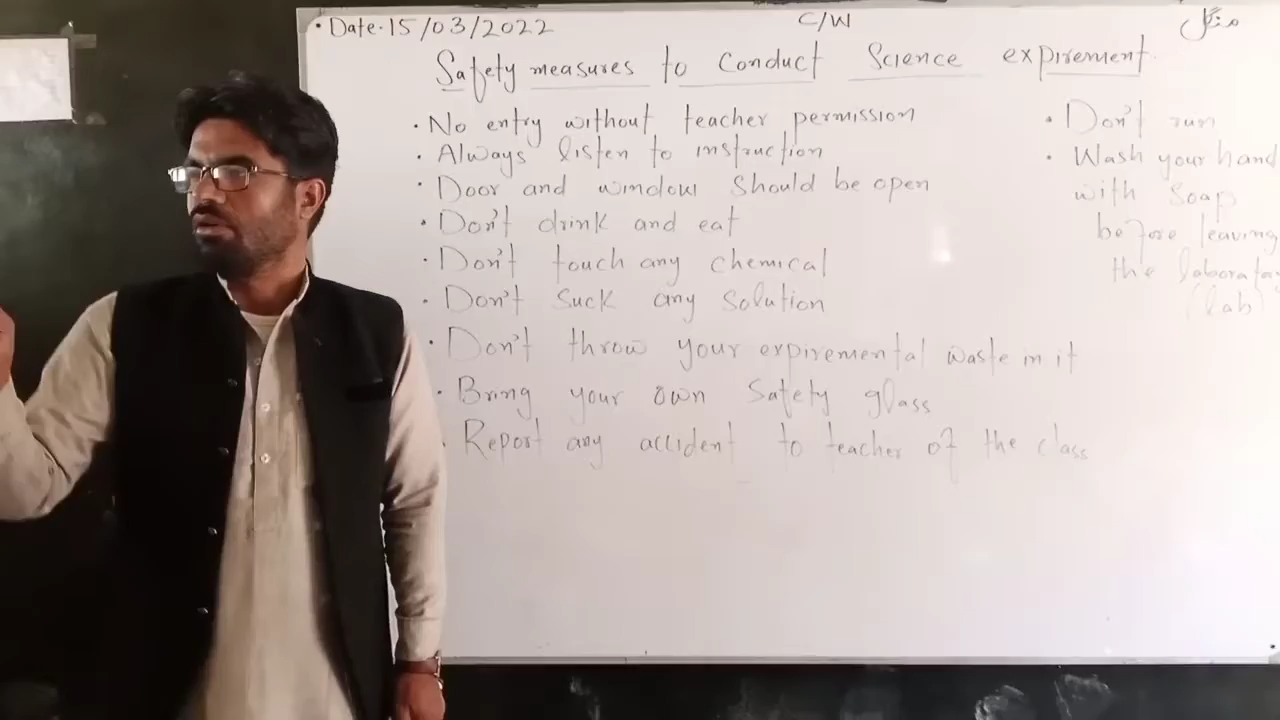 • Date. 15/03/2022
C/W
منگل
Safety measures to conduct Science expirement.
• No entry without teacher permission
• Always listen to instruction
• Door and window should be open
• Don't drink and eat
• Don't touch any chemical
• Don't suck any solution
• Don't throw your expiremental waste in it
• Bring your own Safety glass
• Report any accident to teacher of the class
• Don't run
• Wash your hand
with Soap
before leaving
the laborata
(lab)